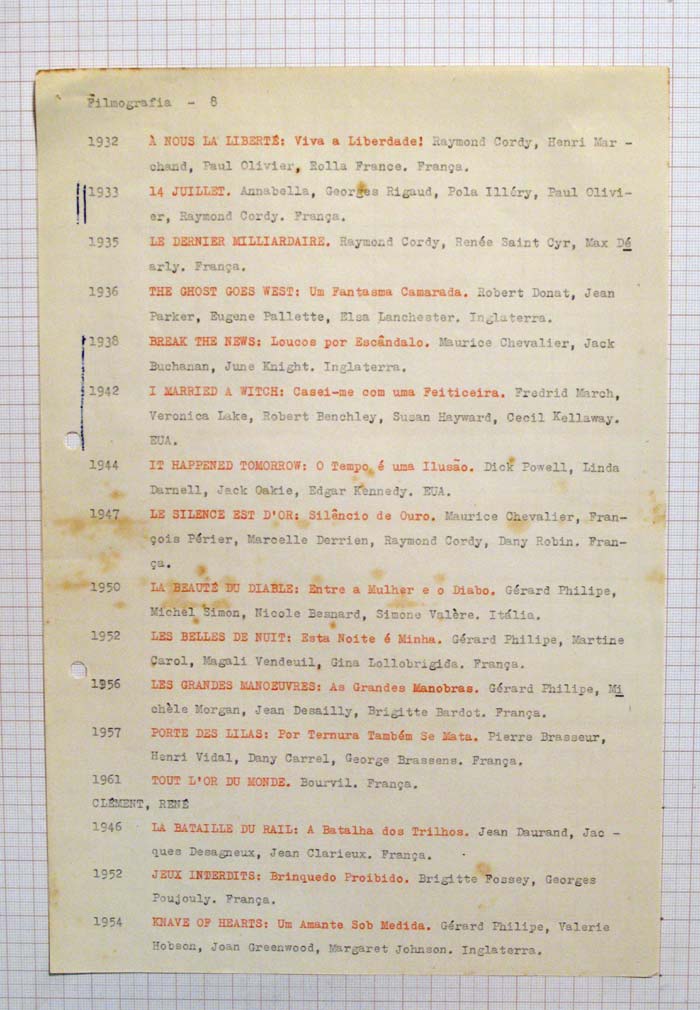 Filmografia - 8
1932 À NOUS LA LIBERTÉ: Viva a Liberdade! Raymond Cordy, Henri Mar -
chand, Paul Olivier, Rolla France. França.
1933 14 JUILLET. Annabella, Georges Rigaud, Pola Illéry, Paul Olivi-
er, Raymond Cordy. França.
1935 LE DERNIER MILLIARDAIRE. Raymond Cordy, Renée Saint Cyr, Max Dé
arly. França.
1936 THE GHOST GOES WEST: Um Fantasma Camarada. Robert Donat, Jean
Parker, Eugene Pallette, Elsa Lanchester. Inglaterra.
1938 BREAK THE NEWS: Loucos por Escândalo. Maurice Chevalier, Jack
Buchanan, June Knight. Inglaterra.
1942 I MARRIED A WITCH: Casei-me com uma Feiticeira. Fredrid March,
Veronica Lake, Robert Benchley, Susan Hayward, Cecil Kellaway.
EUA.
1944 IT HAPPENED TOMORROW: O Tempo é uma Ilusão. Dick Powell, Linda
Darnell, Jack Oakie, Edgar Kennedy. EUA.
1947 LE SILENCE EST D'OR: Silêncio de Ouro. Maurice Chevalier, Fran-
çois Périer, Marcelle Derrien, Raymond Cordy, Dany Robin. Fran-
ça.
1950 LA BEAUTÉ DU DIABLE: Entre a Mulher e o Diabo. Gérard Philipe,
Michel Simon, Nicole Besnard, Simone Valère. Itália.
1952 LES BELLES DE NUIT: Esta Noite é Minha. Gérard Philipe, Martine
Carol, Magali Vendeuil, Gina Lollobrigida. França.
1956 LES GRANDES MANOEUVRES: As Grandes Manobras. Gérard Philipe, Mi
chèle Morgan, Jean Desailly, Brigitte Bardot. França.
1957 PORTE DES LILAS: Por Ternura Também Se Mata. Pierre Brasseur,
Henri Vidal, Dany Carrel, George Brassens. França.
1961 TOUT L'OR DU MONDE. Bourvil. França.
CLÉMENT, RENÉ
1946 LA BATAILLE DU RAIL: A Batalha dos Trilhos. Jean Daurand, Jac -
ques Desagneux, Jean Clarieux. França.
1952 JEUX INTERDITS: Brinquedo Proibido. Brigitte Fossey, Georges
Poujouly. França.
1954 KNAVE OF HEARTS: Um Amante Sob Medida. Gérard Philipe, Valerie
Hobson, Joan Greenwood, Margaret Johnson. Inglaterra.